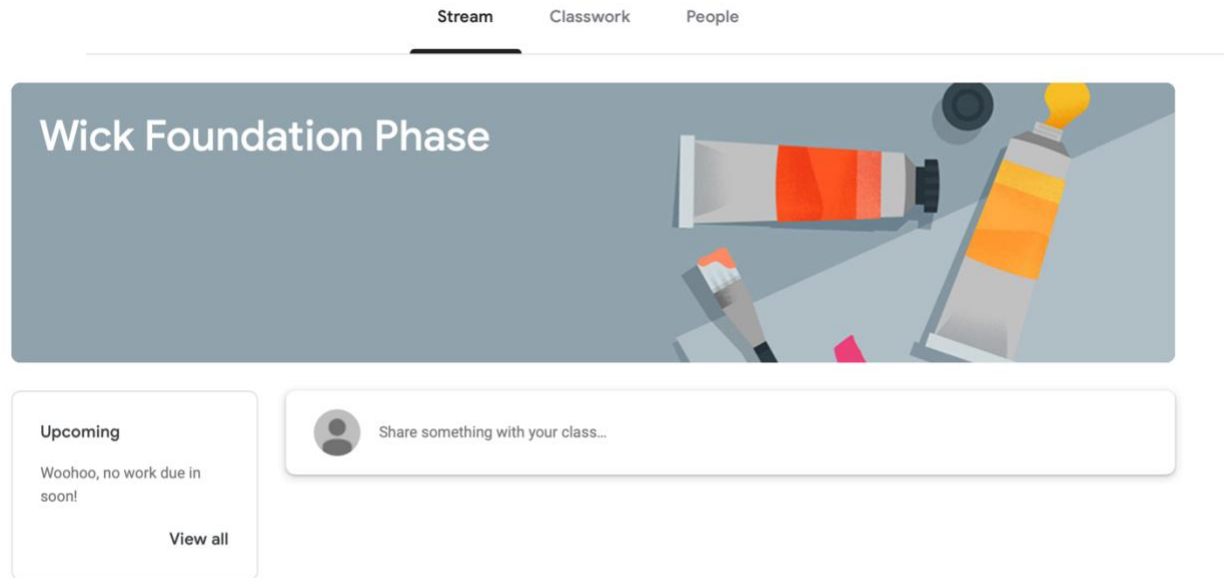 Stream Classwork People
Wick Foundation Phase
Upcoming
Woohoo, no work due in
soon!
View all
Share something with your class...